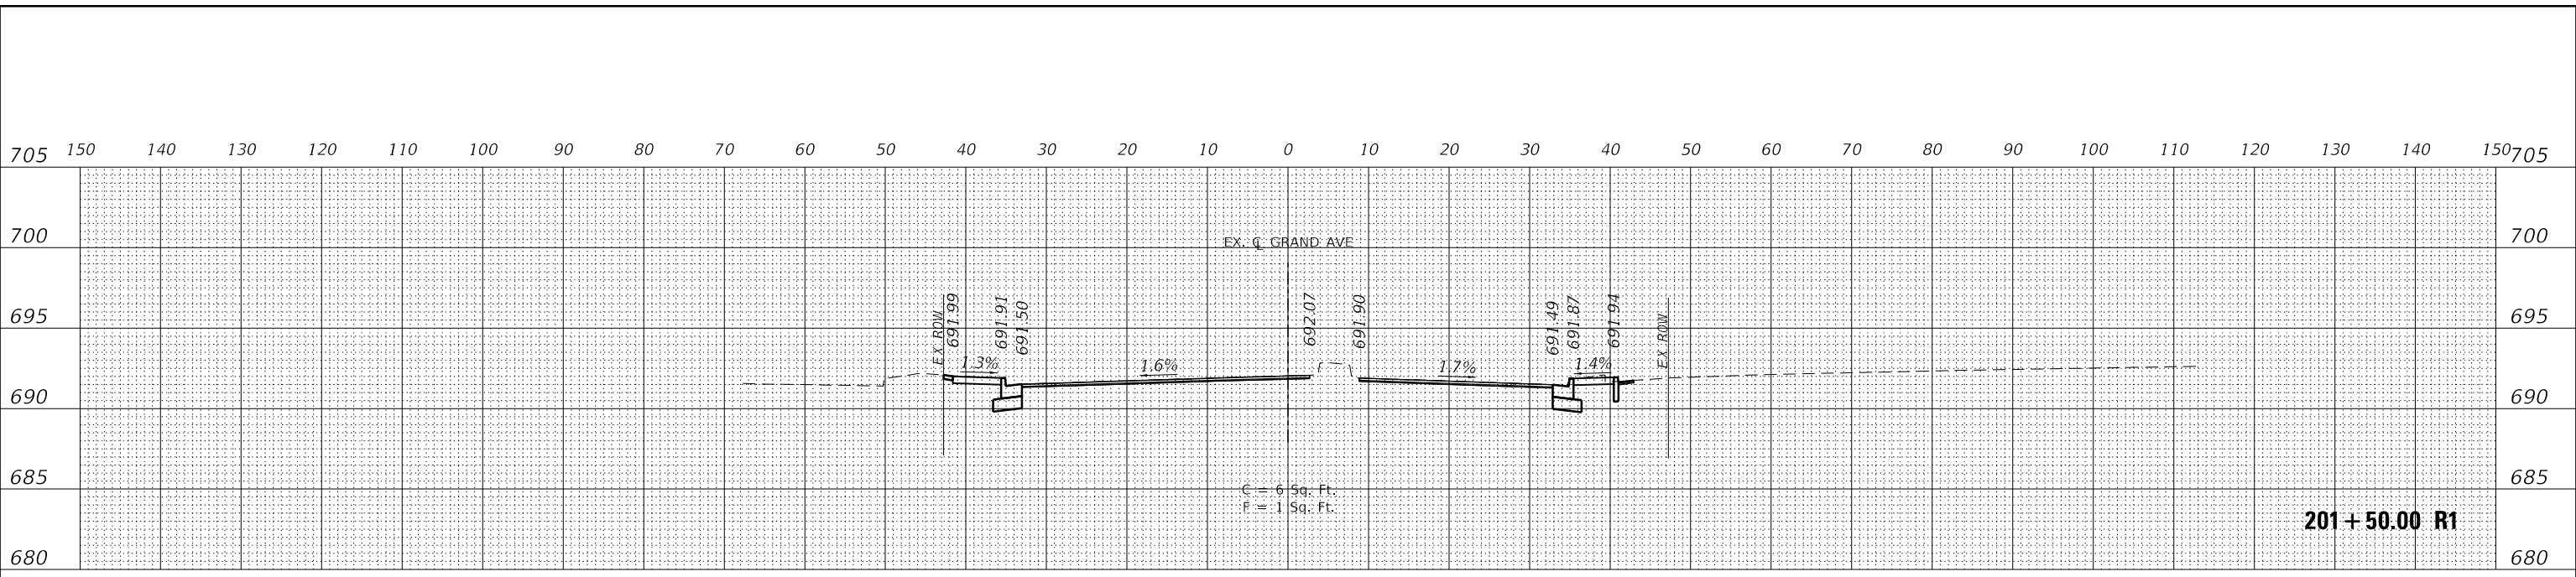 705 150 140 130 120 110 100 90 80 70 60 50 40 30 20 10 0 10 20 30 40 50 60 70 80 90 100 110 120 130 140 150 705
700 700
EX. ℄ GRAND AVE
695 695
EX ROW
691.99
691.91
691.50
692.07
691.90
691.49
691.87
691.94
EX ROW
1.3% 1.6% 1.7% 1.4%
690 690
685 685
C = 6 Sq. Ft.
F = 1 Sq. Ft.
201+50.00 R1
680 680